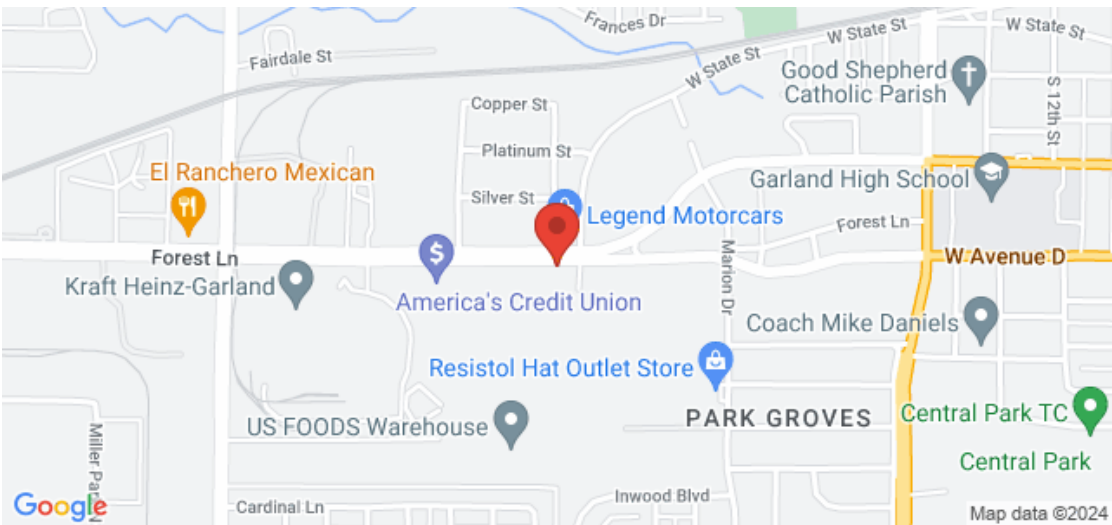 Frances Dr
W State St
W State St
Fairdale St
W State St
Good Shepherd
Catholic Parish
S 12th St
Copper St
Platinum St
El Ranchero Mexican
Garland High School
Silver St
Legend Motorcars
Forest Ln
Forest Ln
W Avenue D
Kraft Heinz-Garland
Marion Dr
America's Credit Union
Coach Mike Daniels
Resistol Hat Outlet Store
PARK GROVES
Central Park TC
US FOODS Warehouse
Central Park
Cardinal Ln
Inwood Blvd
Google
Map data ©2024